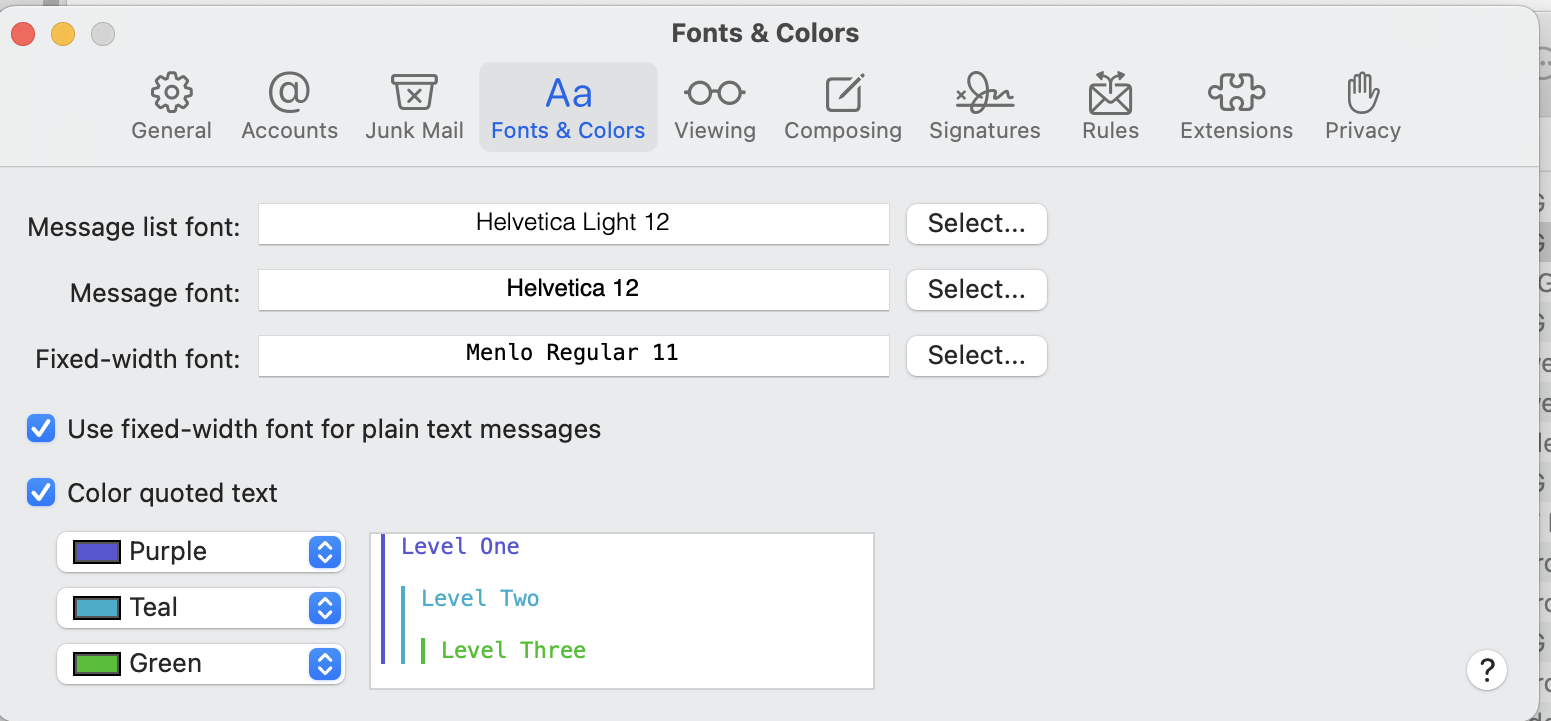 Fonts & Colors
General Accounts Junk Mail Fonts & Colors Viewing Composing Signatures Rules Extensions Privacy
Message list font: Helvetica Light 12 Select...
Message font: Helvetica 12 Select...
Fixed-width font: Menlo Regular 11 Select...
Use fixed-width font for plain text messages
Color quoted text
Purple
Teal
Green
Level One
Level Two
Level Three
?